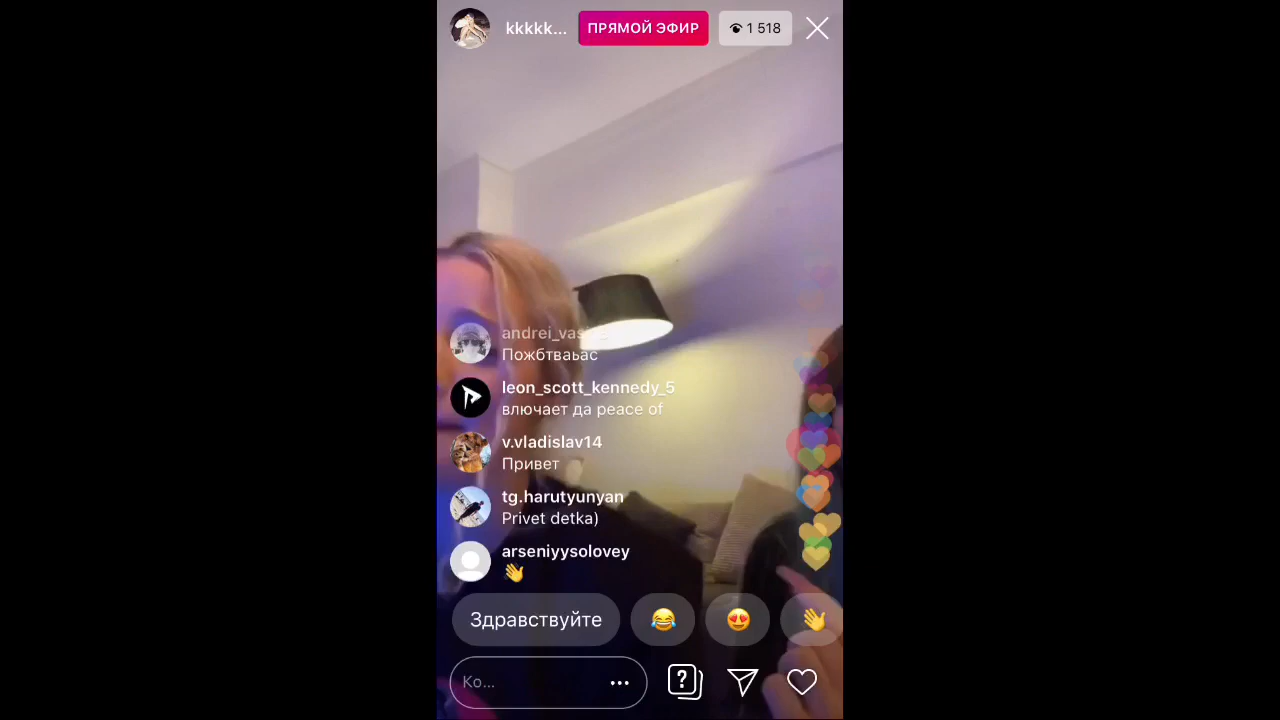 kkkkk...
ПРЯМОЙ ЭФИР
1 518
Пожбтваьас
leon_scott_kennedy_5
влючает да peace of
v.vladislav14
Привет
tg.harutyunyan
Privet detka)
arseniyysolovey
Здравствуйте
Ко...